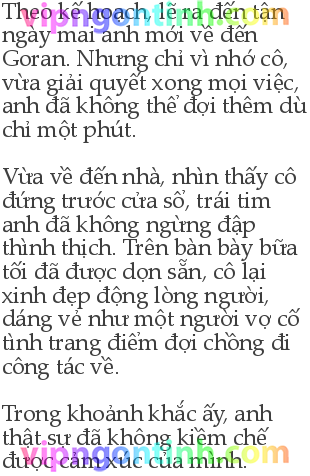 Theo kế hoạch, lẽ ra đến tận
ngày mai anh mới về đến
Goran. Nhưng chỉ vì nhớ cô,
vừa giải quyết xong mọi việc,
anh đã không thể đợi thêm dù
chỉ một phút.
Vừa về đến nhà, nhìn thấy cô
đứng trước cửa sổ, trái tim
anh đã không ngừng đập
thình thịch. Trên bàn bày bữa
tối đã được dọn sẵn, cô lại
xinh đẹp động lòng người,
dáng vẻ như một người vợ cố
tình trang điểm đợi chồng đi
công tác về.
Trong khoảnh khắc ấy, anh
thật sự đã không kiềm chế
được cảm xúc của mình.
vipngontinh.com
vipngontinh.com